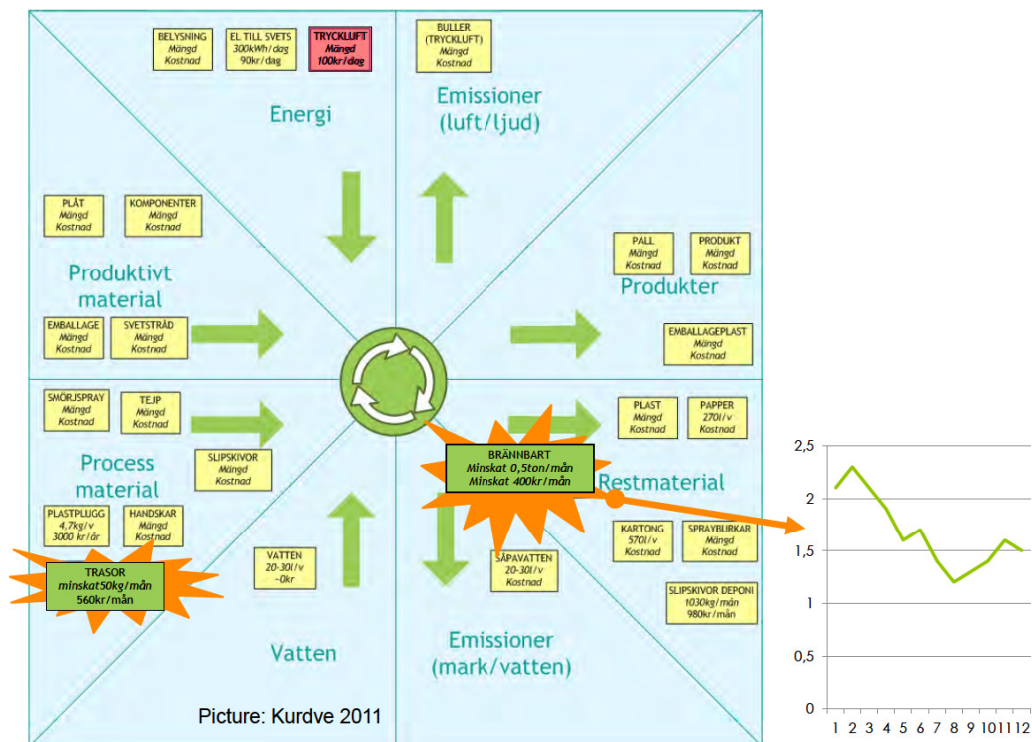 BELYSNING
Mängd
Kostnad
EL TILL SVETS
300kWh/dag
90kr/dag
TRYCKLUFT
Mängd
100kr/dag
BULLER
(TRYCKLUFT)
Mängd
Kostnad
Energi
Emissioner
(luft/ljud)
PLÅT
Mängd
Kostnad
KOMPONENTER
Mängd
Kostnad
Produktivt
material
EMBALLAGE
Mängd
Kostnad
SVETSTRÅD
Mängd
Kostnad
PALL
Mängd
Kostnad
PRODUKT
Mängd
Kostnad
Produkter
EMBALLAGEPLAST
Mängd
Kostnad
SMÖRJSPRAY
Mängd
Kostnad
TEJP
Mängd
Kostnad
SLIPSKIVOR
Mängd
Kostnad
Process
material
PLASTPLUGG
4,7kg/v
3000 kr/år
HANDSKAR
Mängd
Kostnad
TRASOR
minskat50kg/mån
560kr/mån
VATTEN
20-30l/v
~0kr
Vatten
BRÄNNBART
Minskat 0,5ton/mån
Minskat 400kr/mån
PLAST
Mängd
Kostnad
PAPPER
270l/v
Kostnad
Restmaterial
KARTONG
570l/v
Kostnad
SPRAYBURKAR
Mängd
Kostnad
SLIPSKIVOR DEPONI
1030kg/mån
980kr/mån
SÅPAVATTEN
20-30l/v
Kostnad
Emissioner
(mark/vatten)
Picture: Kurdve 2011
2,5
2
1,5
1
0,5
0
1 2 3 4 5 6 7 8 9 10 11 12